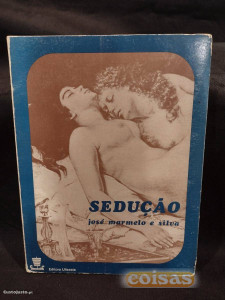 SEDUÇÃO
josé marmelo e silva
Editora Ulisseia
coisas